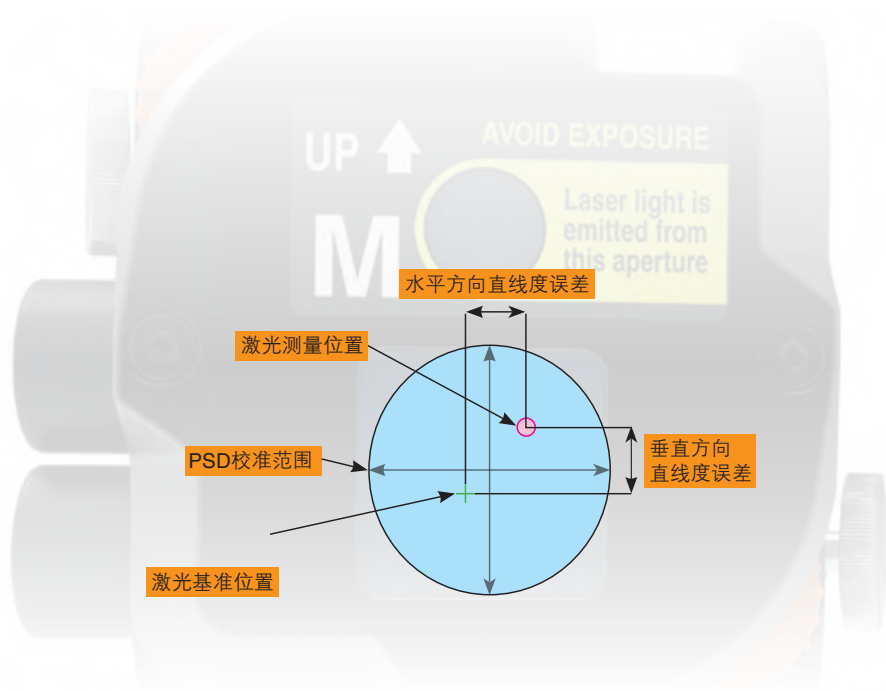 UP
AVOID EXPOSURE
M
Laser light is
emitted from
this aperture
水平方向直线度误差
激光测量位置
垂直方向
直线度误差
PSD校准范围
激光基准位置